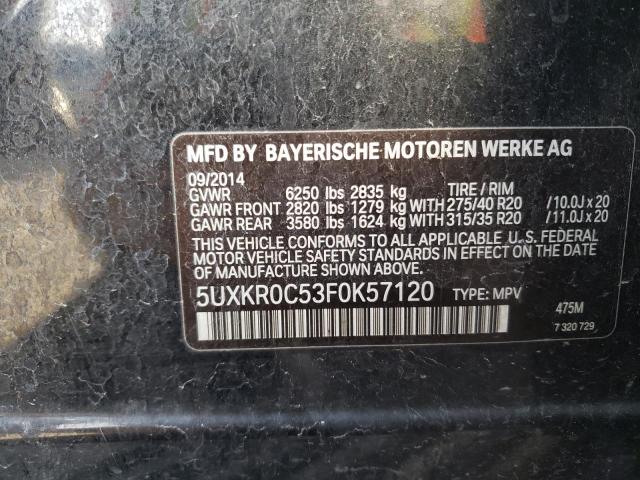 MFD BY BAYERISCHE MOTOREN WERKE AG
09/2014
GVWR 6250 lbs 2835 kg TIRE / RIM
GAWR FRONT 2820 lbs 1279 kg WITH 275/40 R20 /10.0J x 20
GAWR REAR 3580 lbs 1624 kg WITH 315/35 R20 /11.0J x 20
THIS VEHICLE CONFORMS TO ALL APPLICABLE U. S. FEDERAL
MOTOR VEHICLE SAFETY STANDARDS IN EFFECT ON THE DATE
OF MANUFACTURE SHOWN ABOVE.
5UXKR0C53F0K57120 TYPE: MPV
475M
7 320 729